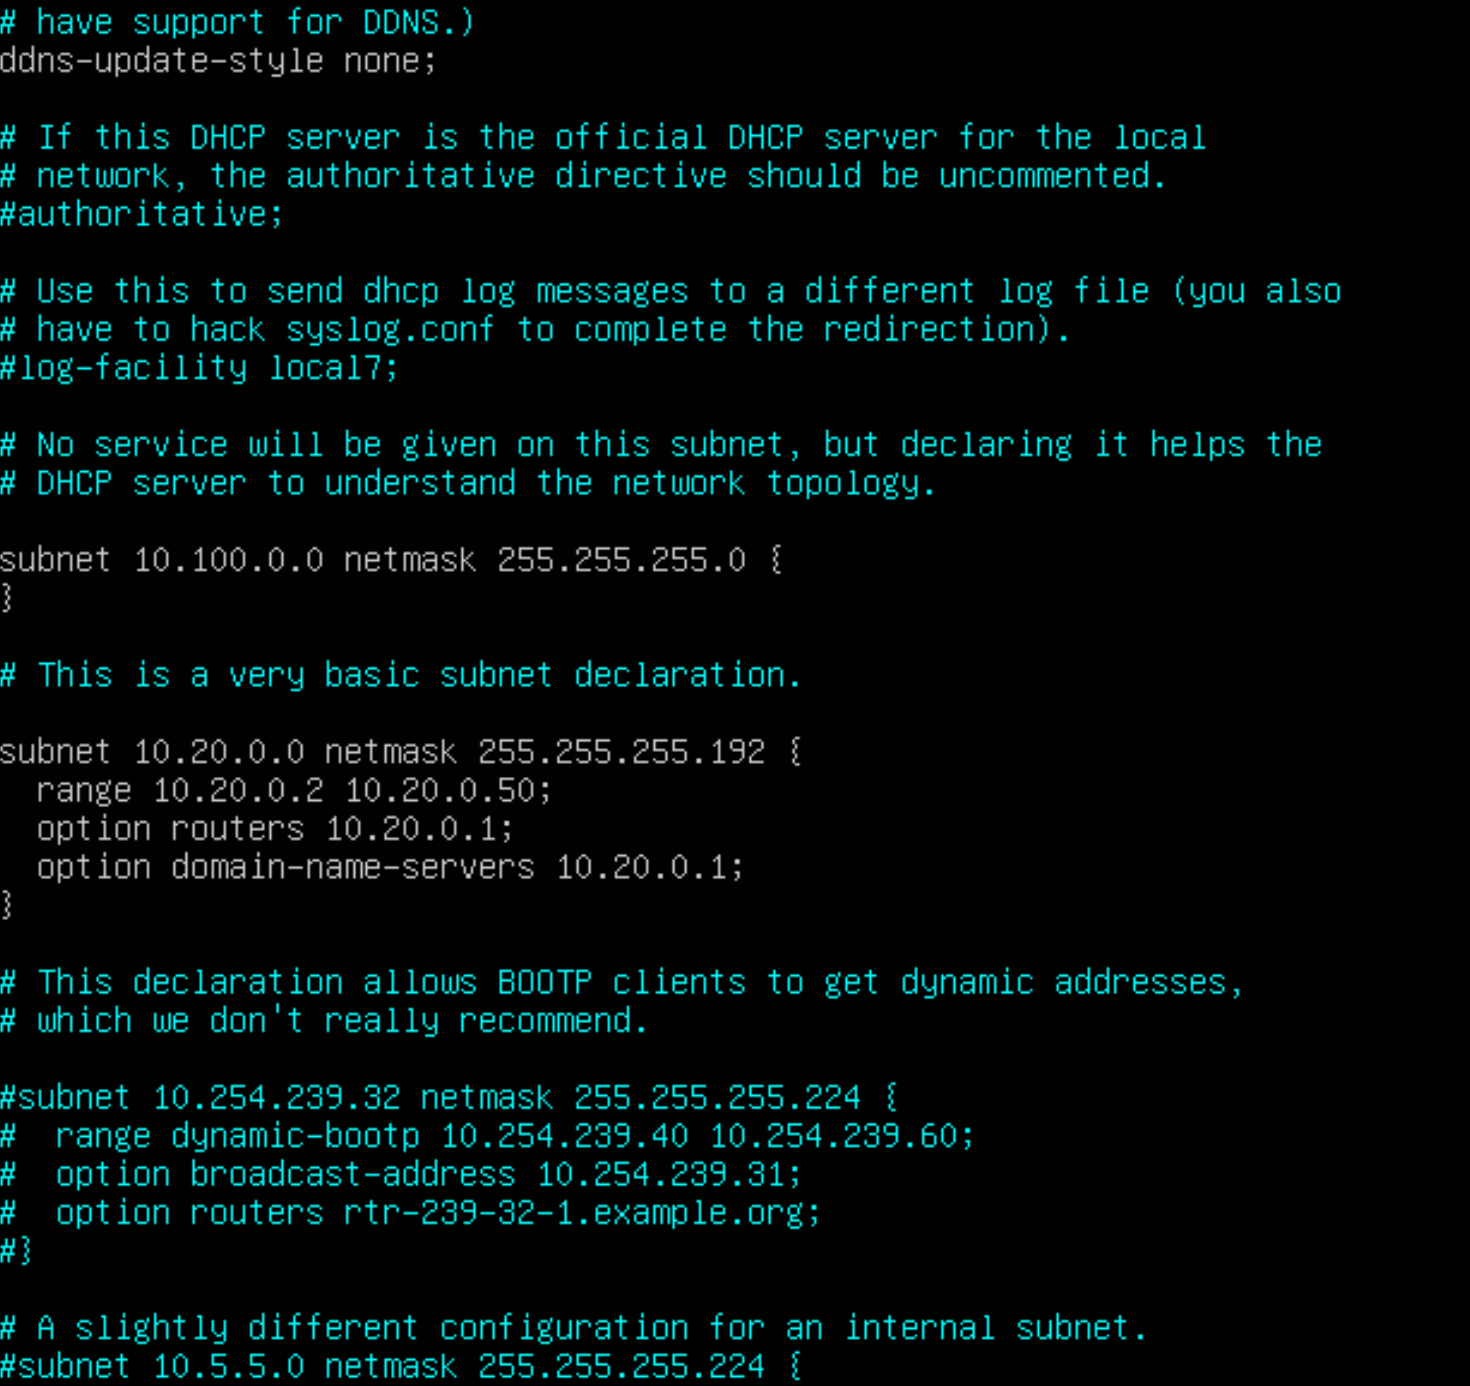 # have support for DDNS.)
ddns-update-style none;

# If this DHCP server is the official DHCP server for the local
# network, the authoritative directive should be uncommented.
#authoritative;

# Use this to send dhcp log messages to a different log file (you also
# have to hack syslog.conf to complete the redirection).
#log-facility local7;

# No service will be given on this subnet, but declaring it helps the
# DHCP server to understand the network topology.

subnet 10.100.0.0 netmask 255.255.255.0 {
}

# This is a very basic subnet declaration.

subnet 10.20.0.0 netmask 255.255.255.192 {
  range 10.20.0.2 10.20.0.50;
  option routers 10.20.0.1;
  option domain-name-servers 10.20.0.1;
}

# This declaration allows BOOTP clients to get dynamic addresses,
# which we don't really recommend.

#subnet 10.254.239.32 netmask 255.255.255.224 {
#  range dynamic-bootp 10.254.239.40 10.254.239.60;
#  option broadcast-address 10.254.239.31;
#  option routers rtr-239-32-1.example.org;
#}

# A slightly different configuration for an internal subnet.
#subnet 10.5.5.0 netmask 255.255.255.224 {